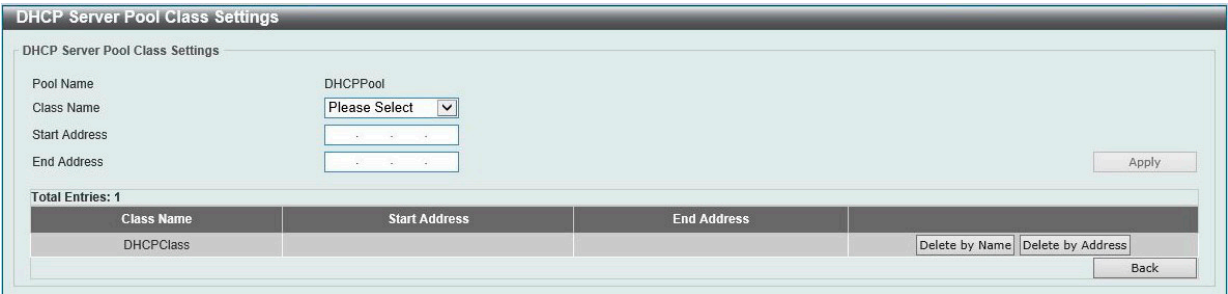 DHCP Server Pool Class Settings
DHCP Server Pool Class Settings
Pool Name DHCPPool
Class Name Please Select
Start Address . . .
End Address . . . Apply
Total Entries: 1
Class Name Start Address End Address
DHCPClass Delete by Name Delete by Address
Back